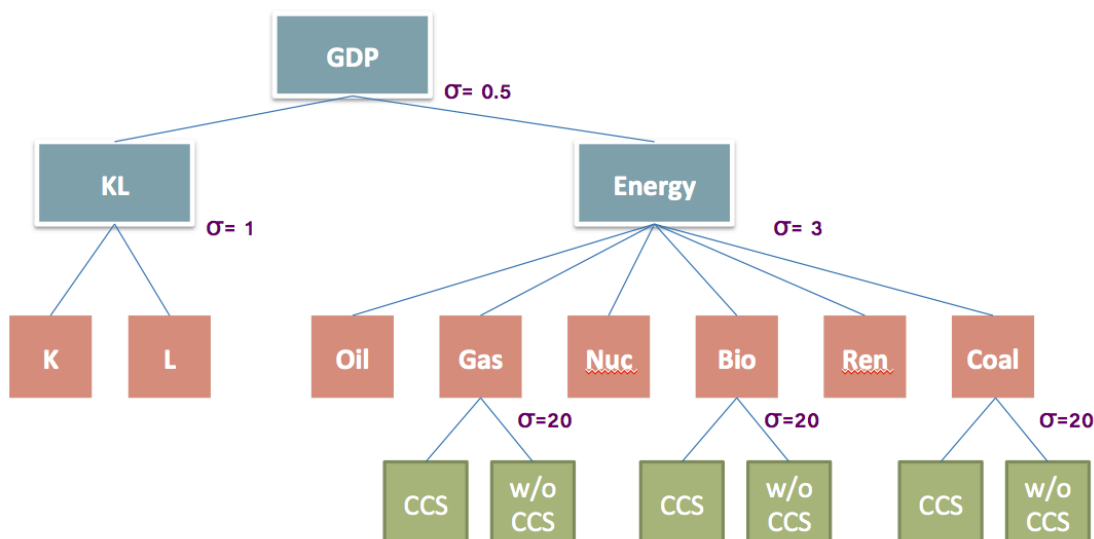 GDP
σ= 0.5
KL
Energy
σ= 1
σ= 3
K
L
Oil
Gas
Nuc
Bio
Ren
Coal
σ=20
σ=20
σ=20
CCS
w/o
CCS
CCS
w/o
CCS
CCS
w/o
CCS